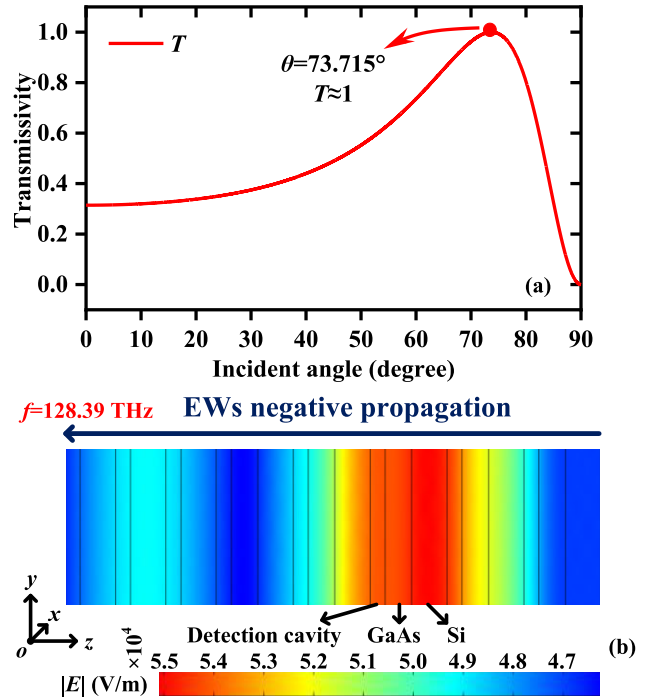 1.0
0.8
0.6
0.4
0.2
0.0
Transmissivity
T
θ=73.715°
T≈1
(a)
0 10 20 30 40 50 60 70 80 90
Incident angle (degree)
f=128.39 THz EWs negative propagation
y
x
o z
Detection cavity GaAs Si
(b)
×10⁴
5.5 5.4 5.3 5.2 5.1 5.0 4.9 4.8 4.7
|E| (V/m)